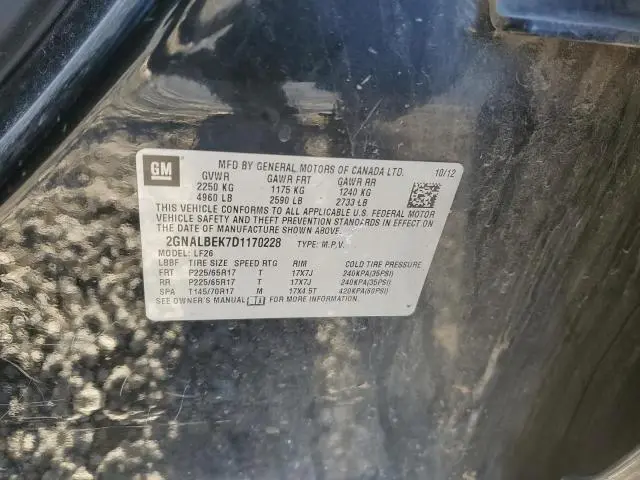 GM
MFD BY GENERAL MOTORS OF CANADA LTD. 10/12
GVWR GAWR FRT GAWR RR
2250 KG 1175 KG 1240 KG
4960 LB 2590 LB 2733 LB
THIS VEHICLE CONFORMS TO ALL APPLICABLE U.S. FEDERAL MOTOR
VEHICLE SAFETY AND THEFT PREVENTION STANDARDS IN EFFECT ON
THE DATE OF MANUFACTURE SHOWN ABOVE.
2GNALBEK7D1170228 TYPE: M.P.V.
MODEL: LF26
LBBF TIRE SIZE SPEED RTG RIM COLD TIRE PRESSURE
FRT P225/65R17 T 17X7J 240KPA(35PSI)
RR P225/65R17 T 17X7J 240KPA(35PSI)
SPA T145/70R17 M 17X4.5T 420KPA(60PSI)
SEE OWNER'S MANUAL FOR MORE INFORMATION.